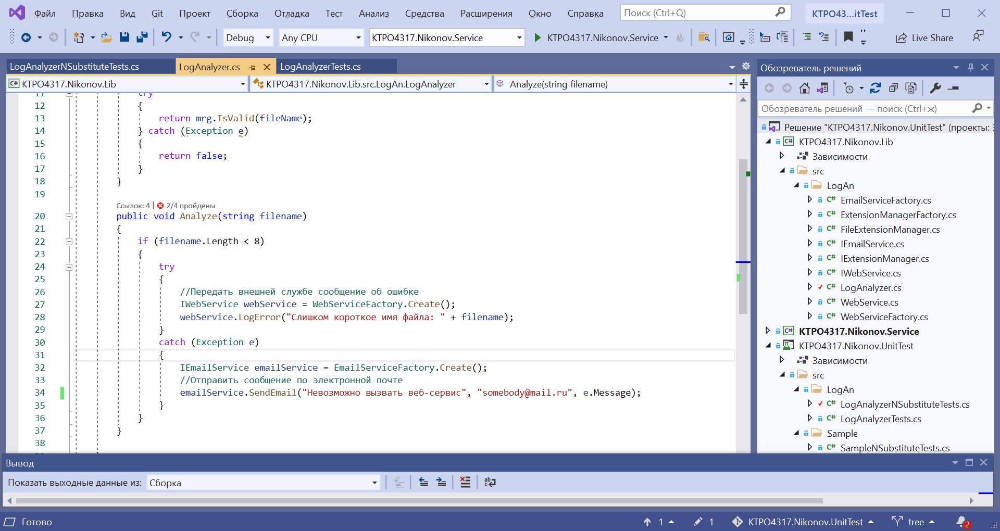 Файл Правка Вид Git Проект Сборка Отладка Тест Анализ Средства Расширения Окно Справка Поиск (Ctrl+Q) KTPO43...itTest
Debug Any CPU KTPO4317.Nikonov.Service KTPO4317.Nikonov.Service Live Share
LogAnalyzerNSubstituteTests.cs LogAnalyzer.cs LogAnalyzerTests.cs
C# KTPO4317.Nikonov.Lib KTPO4317.Nikonov.Lib.src.LogAn.LogAnalyzer Analyze(string filename)
11 try
12 {
13 return mrg.IsValid(fileName);
14 } catch (Exception e)
15 {
16 return false;
17 }
18 }
19
Ссылок: 4 | 2/4 пройдены
20 public void Analyze(string filename)
21 {
22 if (filename.Length < 8)
23 {
24 try
25 {
26 //Передать внешней службе сообщение об ошибке
27 IWebService webService = WebServiceFactory.Create();
28 webService.LogError("Слишком короткое имя файла: " + filename);
29 }
30 catch (Exception e)
31 {
32 IEmailService emailService = EmailServiceFactory.Create();
33 //Отправить сообщение по электронной почте
34 emailService.SendEmail("Невозможно вызвать веб-сервис", "somebody@mail.ru", e.Message);
35 }
36 }
37 }
38
Обозреватель решений
Обозреватель решений — поиск (Ctrl+ж)
Решение "KTPO4317.Nikonov.UnitTest" (проекты: 3
C# KTPO4317.Nikonov.Lib
Зависимости
src
LogAn
C# EmailServiceFactory.cs
C# ExtensionManagerFactory.cs
C# FileExtensionManager.cs
C# IEmailService.cs
C# IExtensionManager.cs
C# IWebService.cs
C# LogAnalyzer.cs
C# WebService.cs
C# WebServiceFactory.cs
C# KTPO4317.Nikonov.Service
KTPO4317.Nikonov.UnitTest
Зависимости
src
LogAn
C# LogAnalyzerNSubstituteTests.cs
C# LogAnalyzerTests.cs
Sample
C# SampleNSubstituteTests.cs
Вывод
Показать выходные данные из: Сборка
Готово 1 1 KTPO4317.Nikonov.UnitTest tree 2